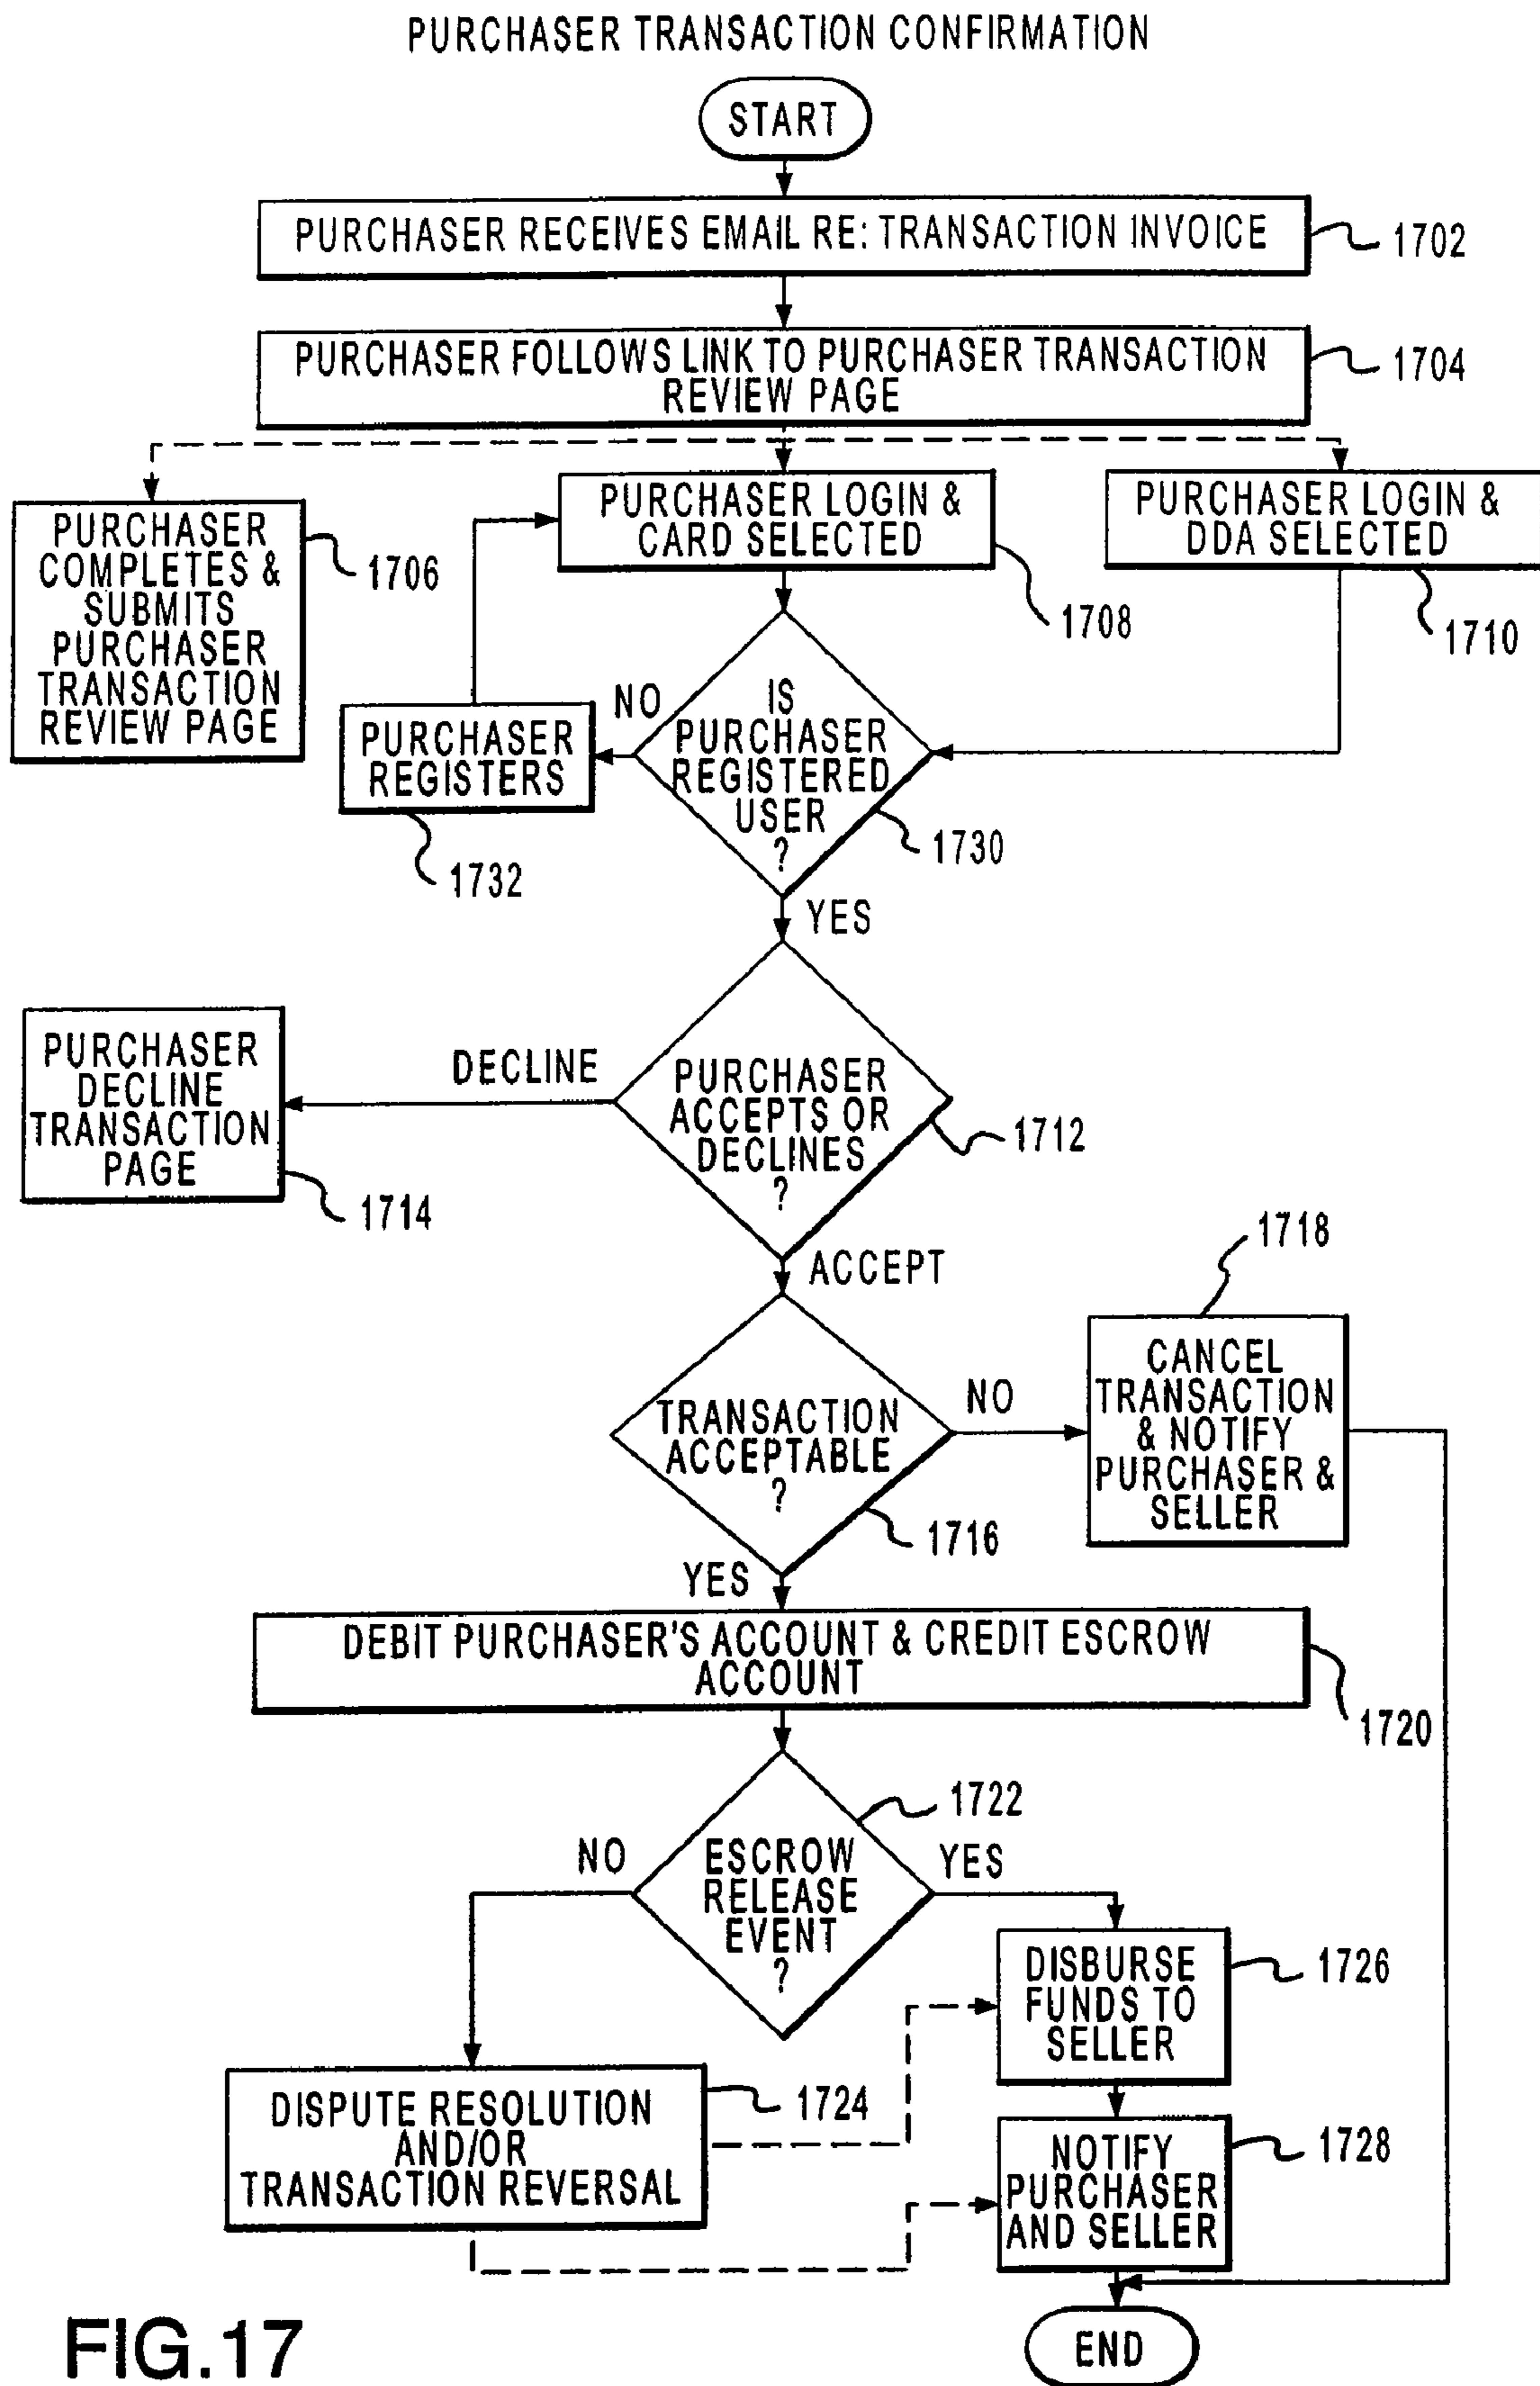 PURCHASER TRANSACTION CONFIRMATION
START
PURCHASER RECEIVES EMAIL RE: TRANSACTION INVOICE
1702
PURCHASER FOLLOWS LINK TO PURCHASER TRANSACTION
REVIEW PAGE
1704
PURCHASER
COMPLETES &
SUBMITS
PURCHASER
TRANSACTION
REVIEW PAGE
1706
PURCHASER LOGIN &
CARD SELECTED
1708
PURCHASER LOGIN &
DDA SELECTED
1710
IS
PURCHASER
REGISTERED
USER
?
1730
NO
PURCHASER
REGISTERS
1732
YES
PURCHASER
ACCEPTS OR
DECLINES
?
1712
DECLINE
PURCHASER
DECLINE
TRANSACTION
PAGE
1714
ACCEPT
TRANSACTION
ACCEPTABLE
?
1716
NO
1718
CANCEL
TRANSACTION
& NOTIFY
PURCHASER &
SELLER
YES
DEBIT PURCHASER'S ACCOUNT & CREDIT ESCROW
ACCOUNT
1720
ESCROW
RELEASE
EVENT
?
1722
NO
YES
DISBURSE
FUNDS TO
SELLER
1726
DISPUTE RESOLUTION
AND/OR
TRANSACTION REVERSAL
1724
NOTIFY
PURCHASER
AND SELLER
1728
END
FIG.17